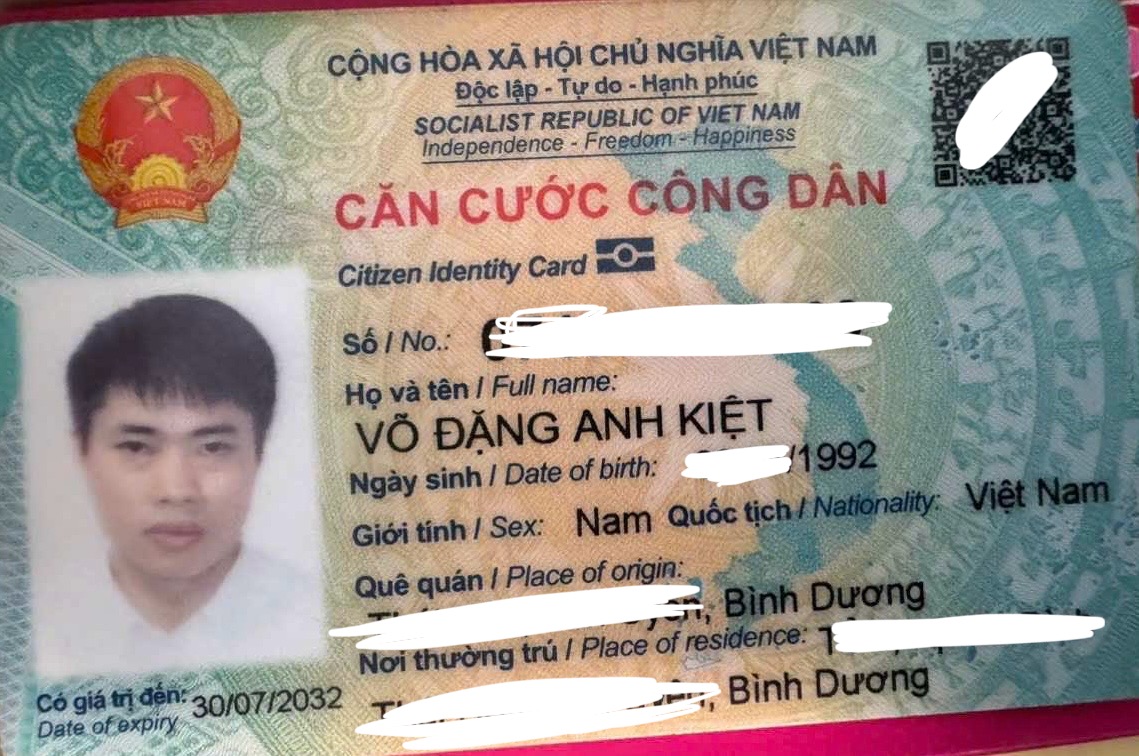 CỘNG HÒA XÃ HỘI CHỦ NGHĨA VIỆT NAM
Độc lập - Tự do - Hạnh phúc
SOCIALIST REPUBLIC OF VIET NAM
Independence - Freedom - Happiness
CĂN CƯỚC CÔNG DÂN
Citizen Identity Card
Số / No.:
Họ và tên / Full name:
VÕ ĐẶNG ANH KIỆT
Ngày sinh / Date of birth: /1992
Giới tính / Sex: Nam Quốc tịch / Nationality: Việt Nam
Quê quán / Place of origin:
, Bình Dương
Nơi thường trú / Place of residence:
, Bình Dương
Có giá trị đến: 30/07/2032
Date of expiry
VIỆT NAM